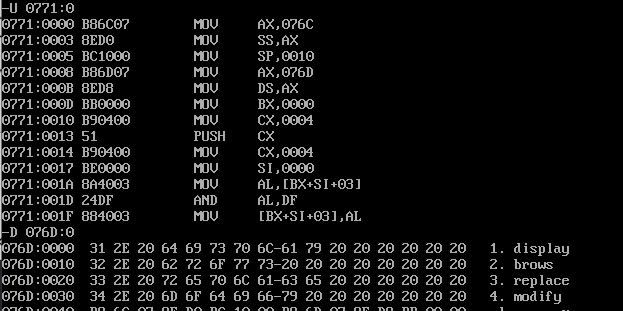 -U 0771:0
0771:0000 B86C07 MOV AX,076C
0771:0003 8ED0 MOV SS,AX
0771:0005 BC1000 MOV SP,0010
0771:0008 B86D07 MOV AX,076D
0771:000B 8ED8 MOV DS,AX
0771:000D BB0000 MOV BX,0000
0771:0010 B90400 MOV CX,0004
0771:0013 51 PUSH CX
0771:0014 B90400 MOV CX,0004
0771:0017 BE0000 MOV SI,0000
0771:001A 8A4003 MOV AL,[BX+SI+03]
0771:001D 24DF AND AL,DF
0771:001F 884003 MOV [BX+SI+03],AL
-D 076D:0
076D:0000 31 2E 20 64 69 73 70 6C-61 79 20 20 20 20 20 20 1. display
076D:0010 32 2E 20 62 72 6F 77 73-20 20 20 20 20 20 20 20 2. brows
076D:0020 33 2E 20 72 65 70 6C 61-63 65 20 20 20 20 20 20 3. replace
076D:0030 34 2E 20 6D 6F 64 69 66-79 20 20 20 20 20 20 20 4. modify